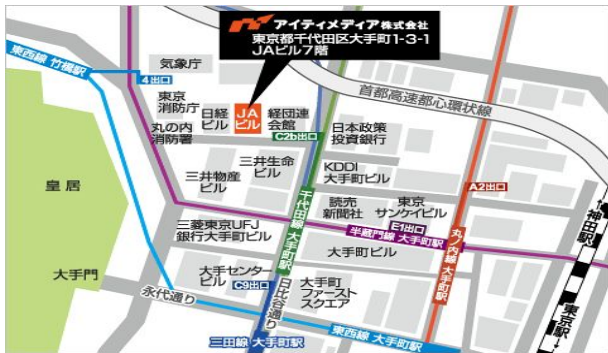 アイティメディア株式会社
東京都千代田区大手町1-3-1
JAビル7階
東西線 竹橋駅
気象庁
4出口
首都高速都心環状線
東京
消防庁
丸の内
消防署
日経
ビル
JA
ビル
経団連
会館
C2b出口
日本政策
投資銀行
三井生命
ビル
三井物産
ビル
KDDI
大手町ビル
A2出口
皇居
千代田線 大手町駅
読売
新聞社
東京
サンケイビル
E1出口
半蔵門線 大手町駅
丸ノ内線 大手町駅
神田駅
三菱東京UFJ
銀行大手町ビル
大手町ビル
大手門
大手センター
ビル
C9出口
日比谷通り
大手町
ファースト
スクエア
永代通り
東京駅
三田線 大手町駅
東西線 大手町駅